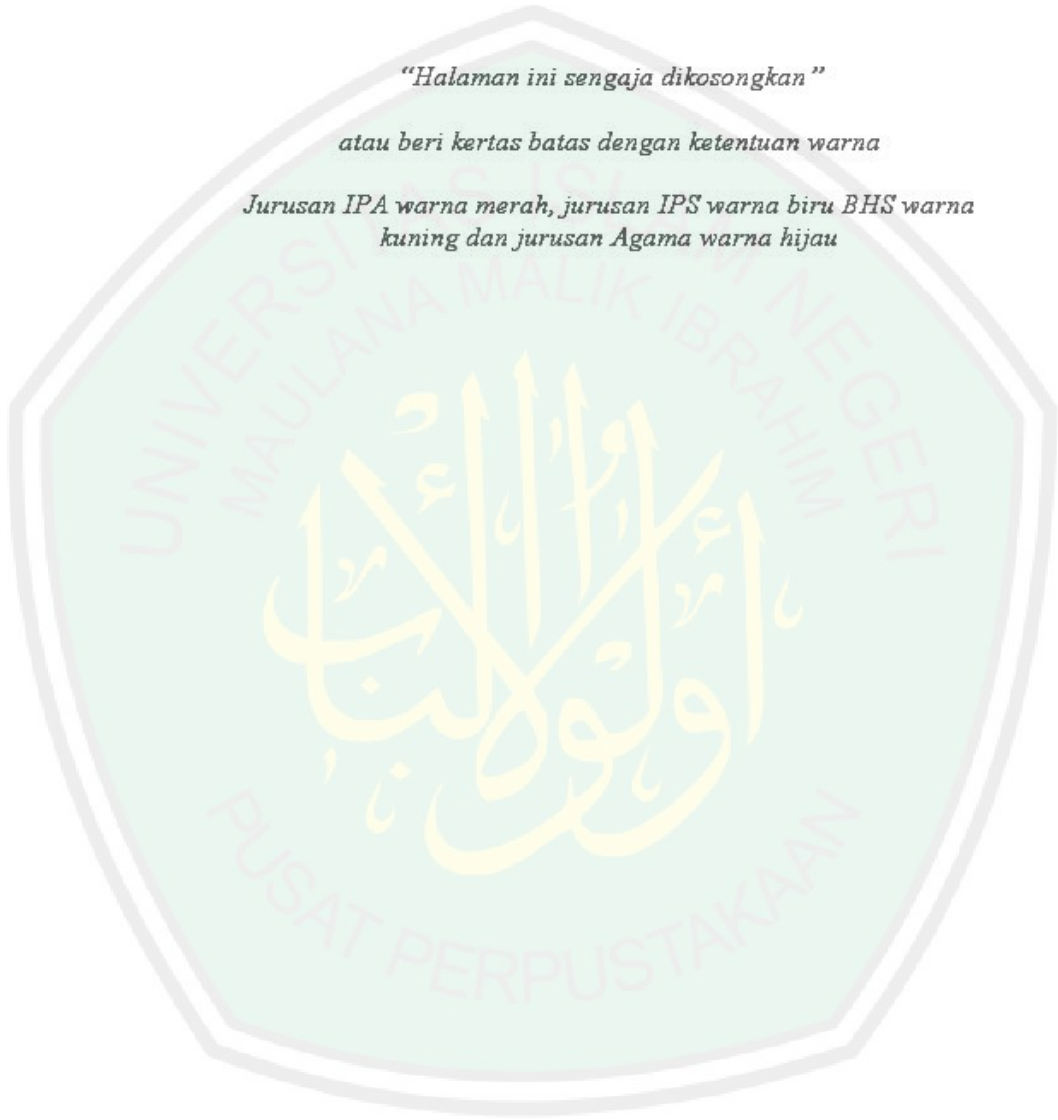 “Halaman ini sengaja dikosongkan”
atau beri kertas batas dengan ketentuan warna
Jurusan IPA warna merah, jurusan IPS warna biru BHS warna
kuning dan jurusan Agama warna hijau
UNIVERSITAS ISLAM NEGERI
MAULANA MALIK IBRAHIM
أولوا الألباب
PUSAT PERPUSTAKAAN